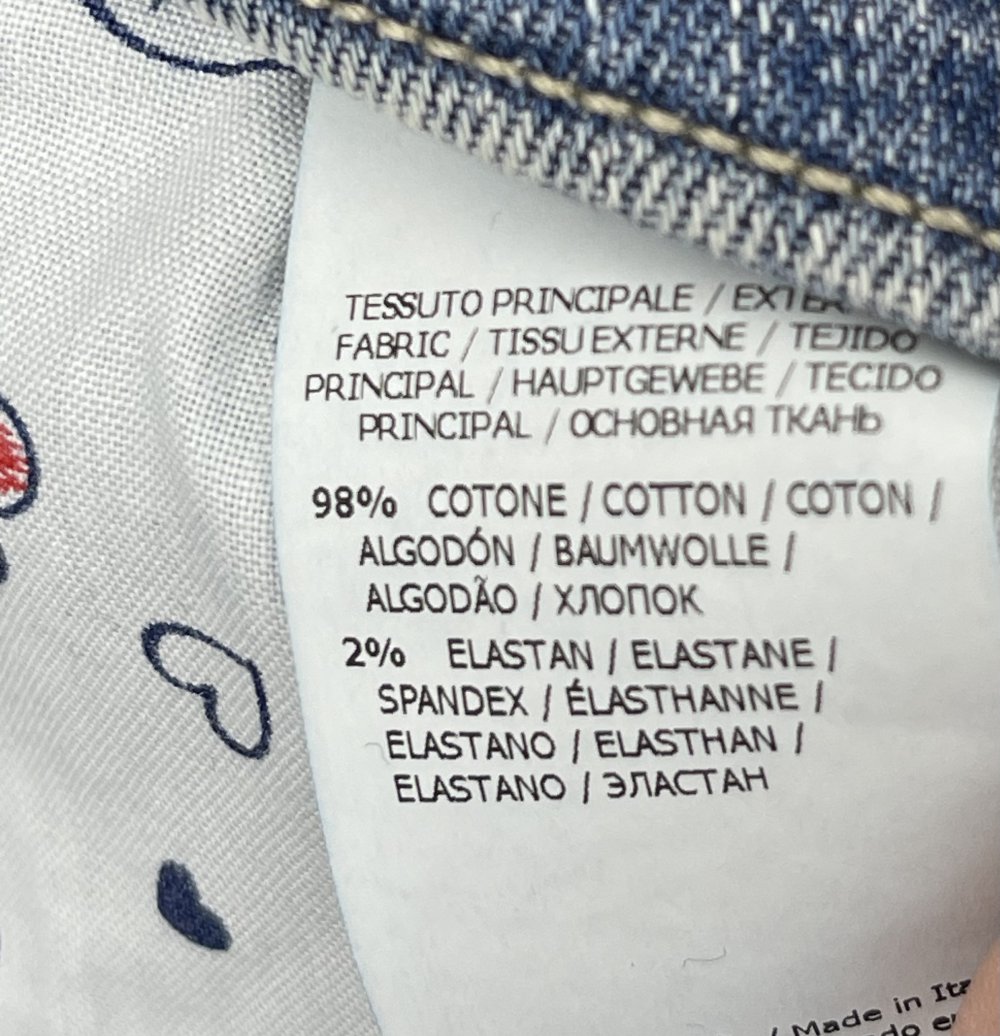 TESSUTO PRINCIPALE /
FABRIC / TISSU EXTERNE / TEJIDO
PRINCIPAL / HAUPTGEWEBE / TECIDO
PRINCIPAL / ОСНОВНАЯ ТКАНЬ
98% COTONE / COTTON / COTON /
ALGODÓN / BAUMWOLLE /
ALGODÃO / ХЛОПОК
2% ELASTAN / ELASTANE /
SPANDEX / ÉLASTHANNE /
ELASTANO / ELASTHAN /
ELASTANO / ЭЛАСТАН
/ Made in